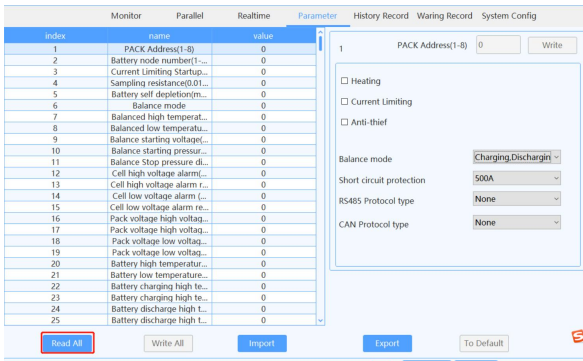 Monitor Parallel Realtime Parameter History Record Waring Record System Config
index name value
1 PACK Address(1-8) 0
2 Battery node number(1-... 0
3 Current Limiting Startup... 0
4 Sampling resistance(0.01... 0
5 Battery self depletion(m... 0
6 Balance mode 0
7 Balanced high temperat... 0
8 Balanced low temperatu... 0
9 Balance starting voltage(... 0
10 Balance starting pressur... 0
11 Balance Stop pressure di... 0
12 Cell high voltage alarm(... 0
13 Cell high voltage alarm r... 0
14 Cell low voltage alarm (... 0
15 Cell low voltage alarm re... 0
16 Pack voltage high voltag... 0
17 Pack voltage high voltag... 0
18 Pack voltage low voltag... 0
19 Pack voltage low voltag... 0
20 Battery high temperatur... 0
21 Battery low temperature... 0
22 Battery charging high te... 0
23 Battery charging high te... 0
24 Battery discharge high t... 0
25 Battery discharge high t... 0
1 PACK Address(1-8) 0 Write
Heating
Current Limiting
Anti-thief
Balance mode Charging,Dischargin
Short circuit protection 500A
RS485 Protocol type None
CAN Protocol type None
Read All Write All Import Export To Default